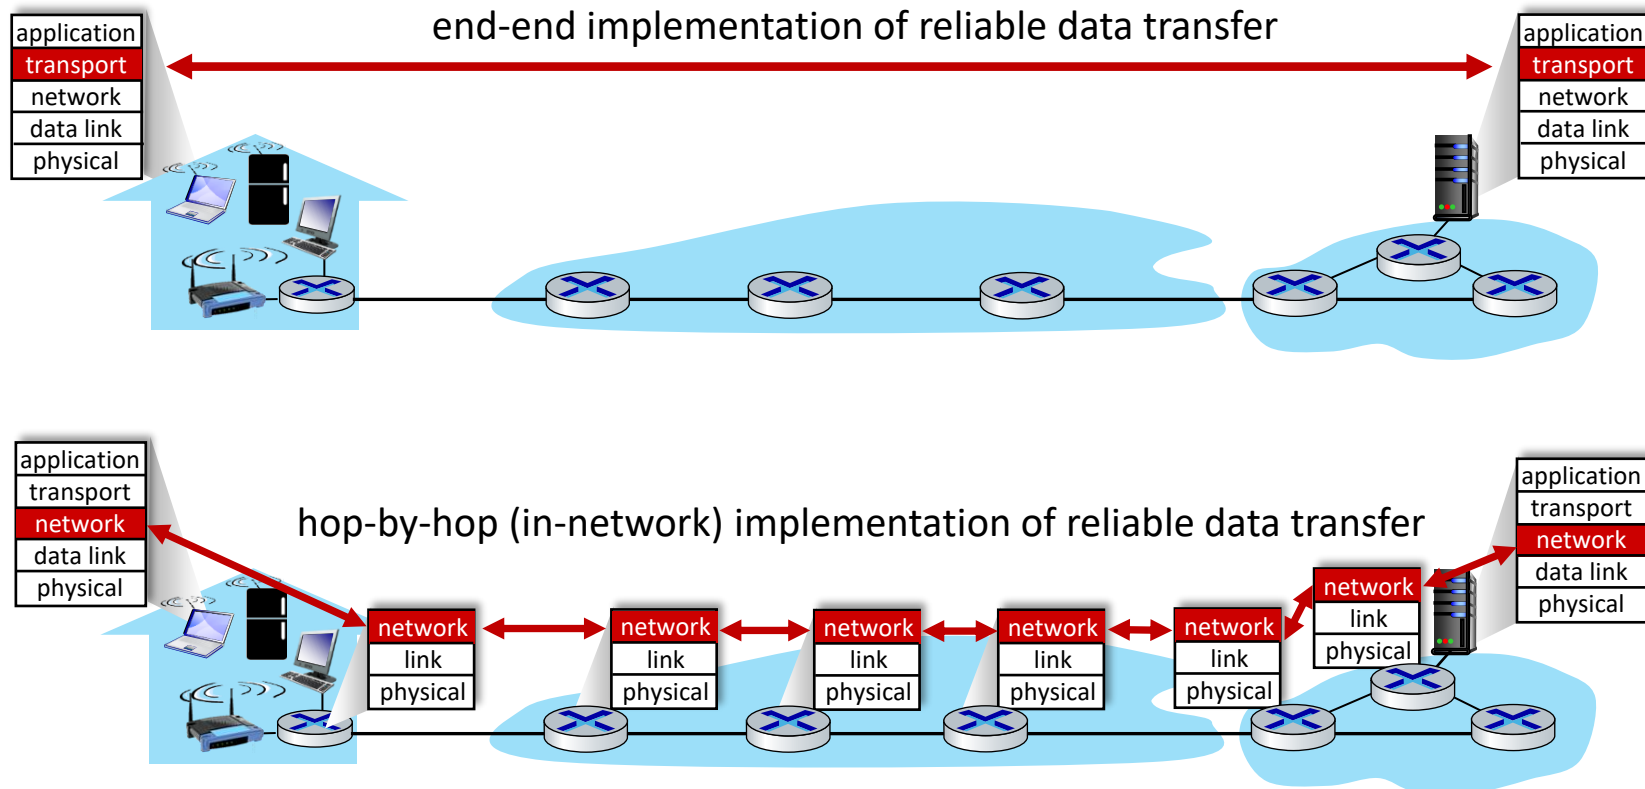 end-end implementation of reliable data transfer
application
transport
network
data link
physical
application
transport
network
data link
physical
hop-by-hop (in-network) implementation of reliable data transfer
application
transport
network
data link
physical
network
link
physical
network
link
physical
network
link
physical
network
link
physical
network
link
physical
network
link
physical
application
transport
network
data link
physical